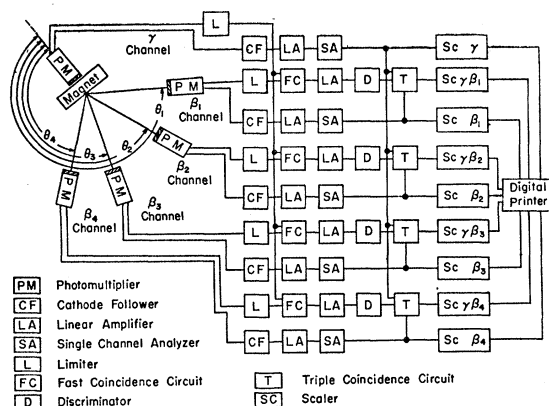 L
γ
Channel
CF LA SA Sc γ
PM
Magnet
PM
β₁
Channel
θ₁
L FC LA D T Sc γβ₁
CF LA SA Sc β₁
θ₄ θ₃ θ₂
PM
β₂
Channel
L FC LA D T Sc γβ₂
CF LA SA Sc β₂
Digital
Printer
PM
β₄
Channel
PM
β₃
Channel
L FC LA D T Sc γβ₃
CF LA SA Sc β₃
L FC LA D T Sc γβ₄
CF LA SA Sc β₄
PM Photomultiplier
CF Cathode Follower
LA Linear Amplifier
SA Single Channel Analyzer
L Limiter
FC Fast Coincidence Circuit
D Discriminator
T Triple Coincidence Circuit
SC Scaler